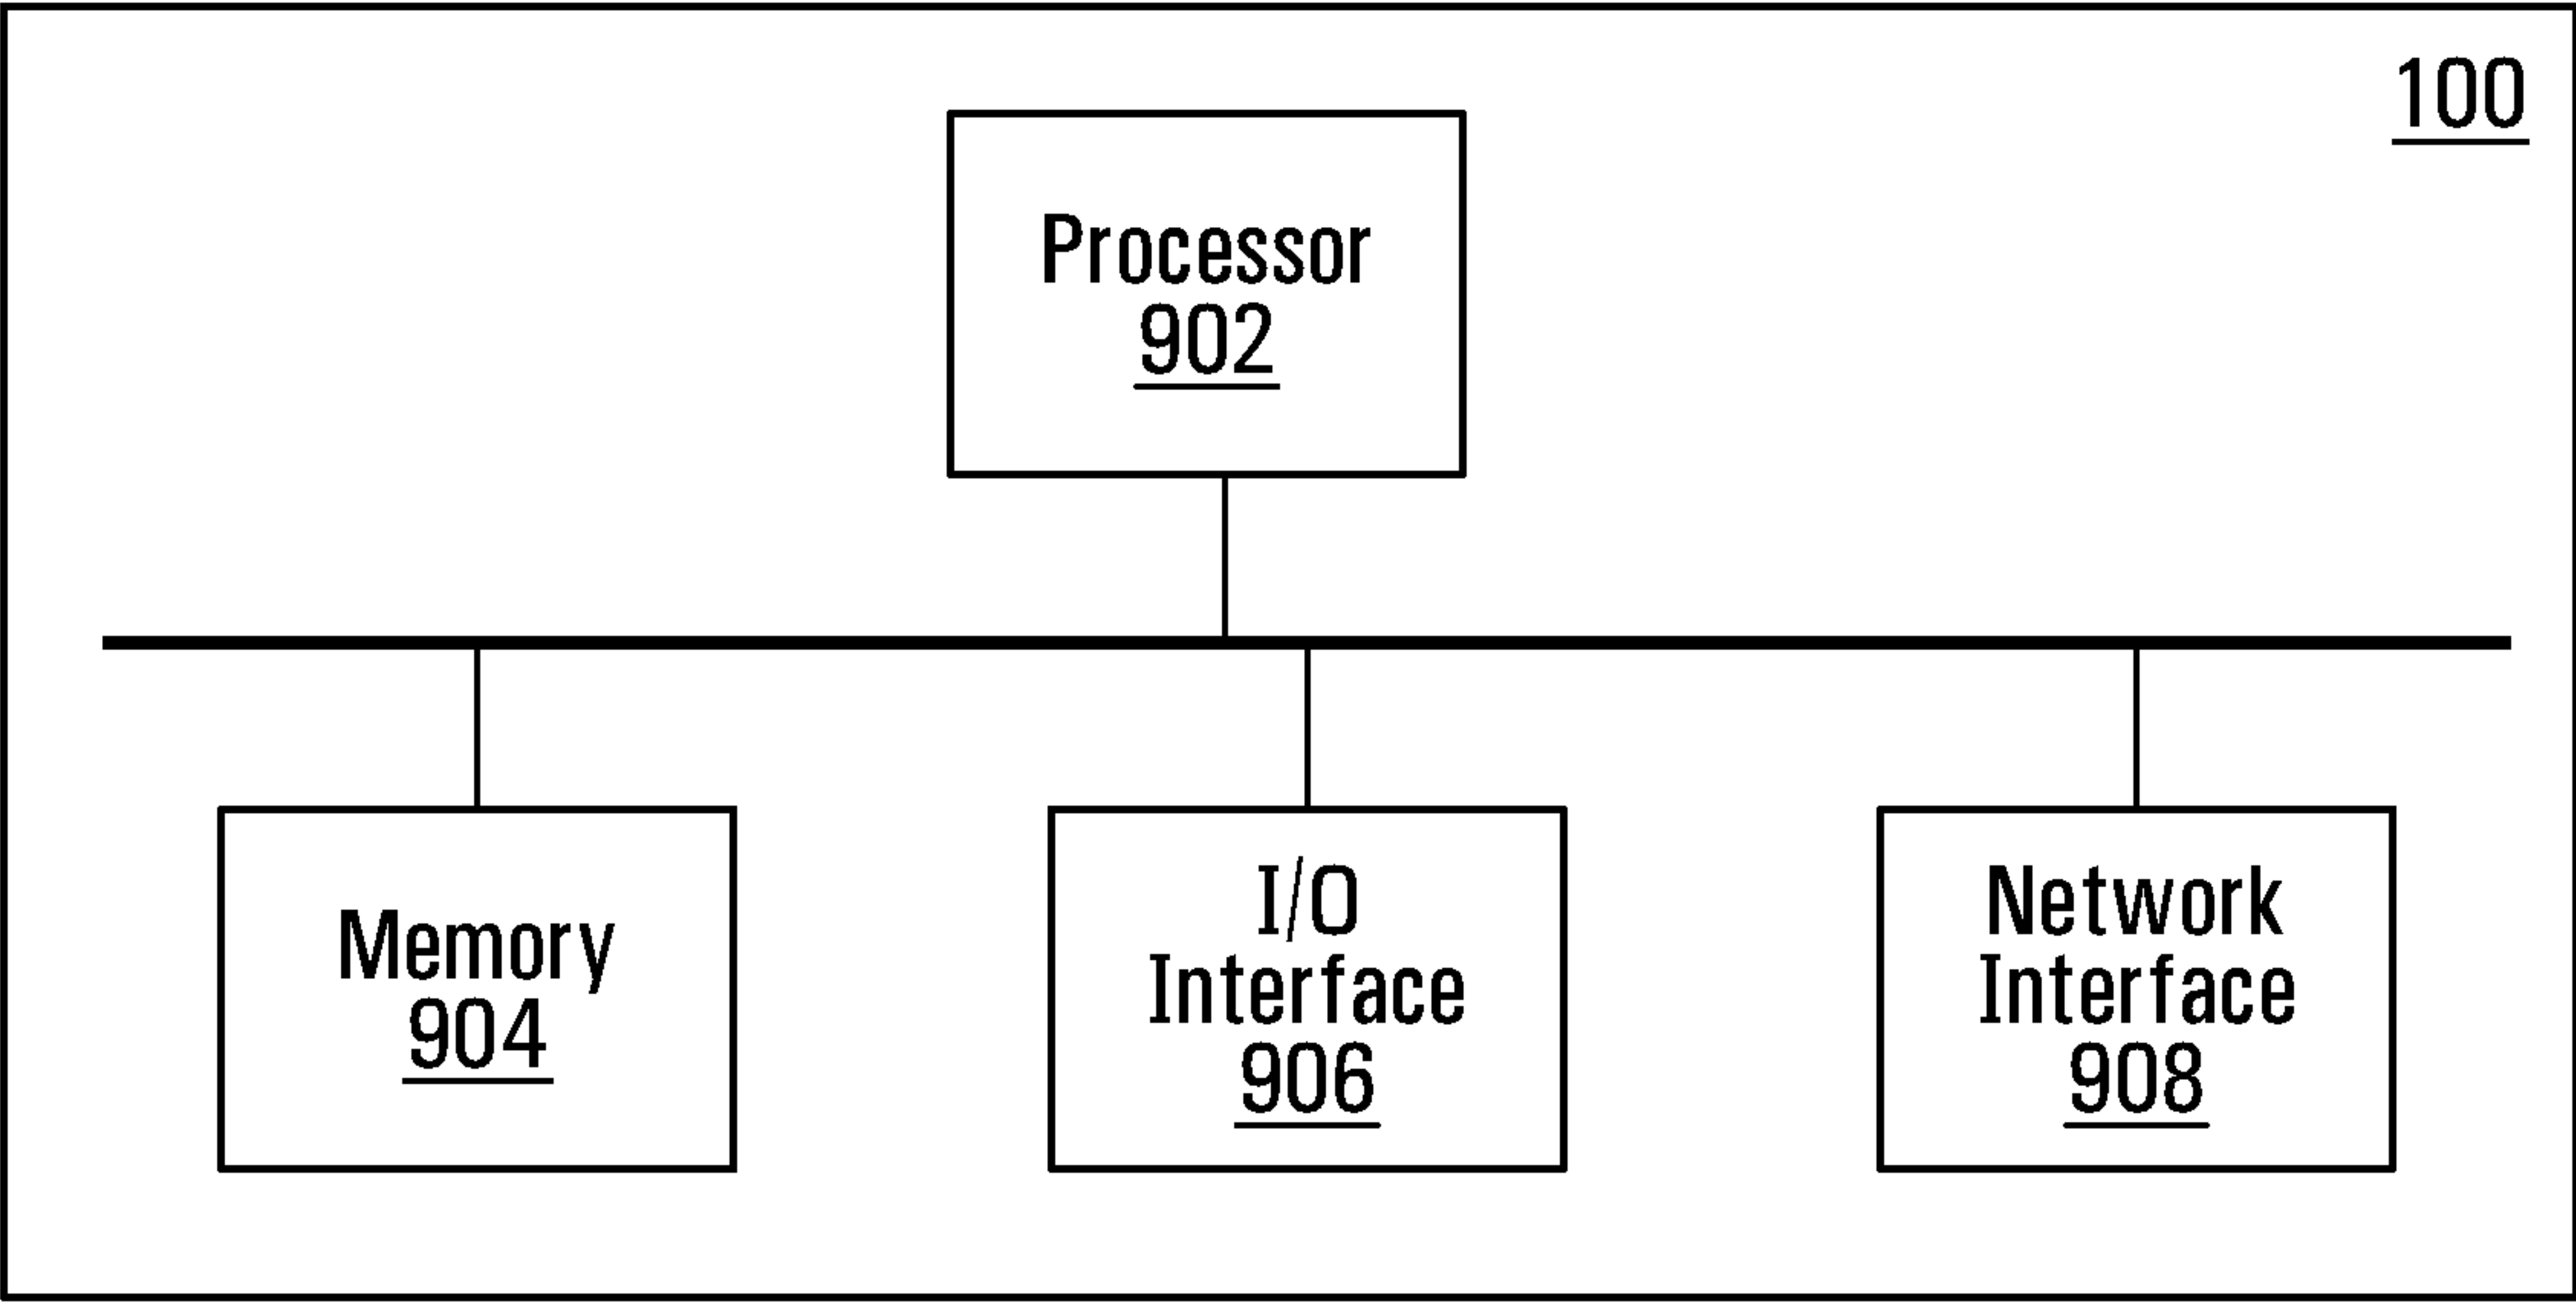 100
Processor
902
Memory
904
I/O
Interface
906
Network
Interface
908